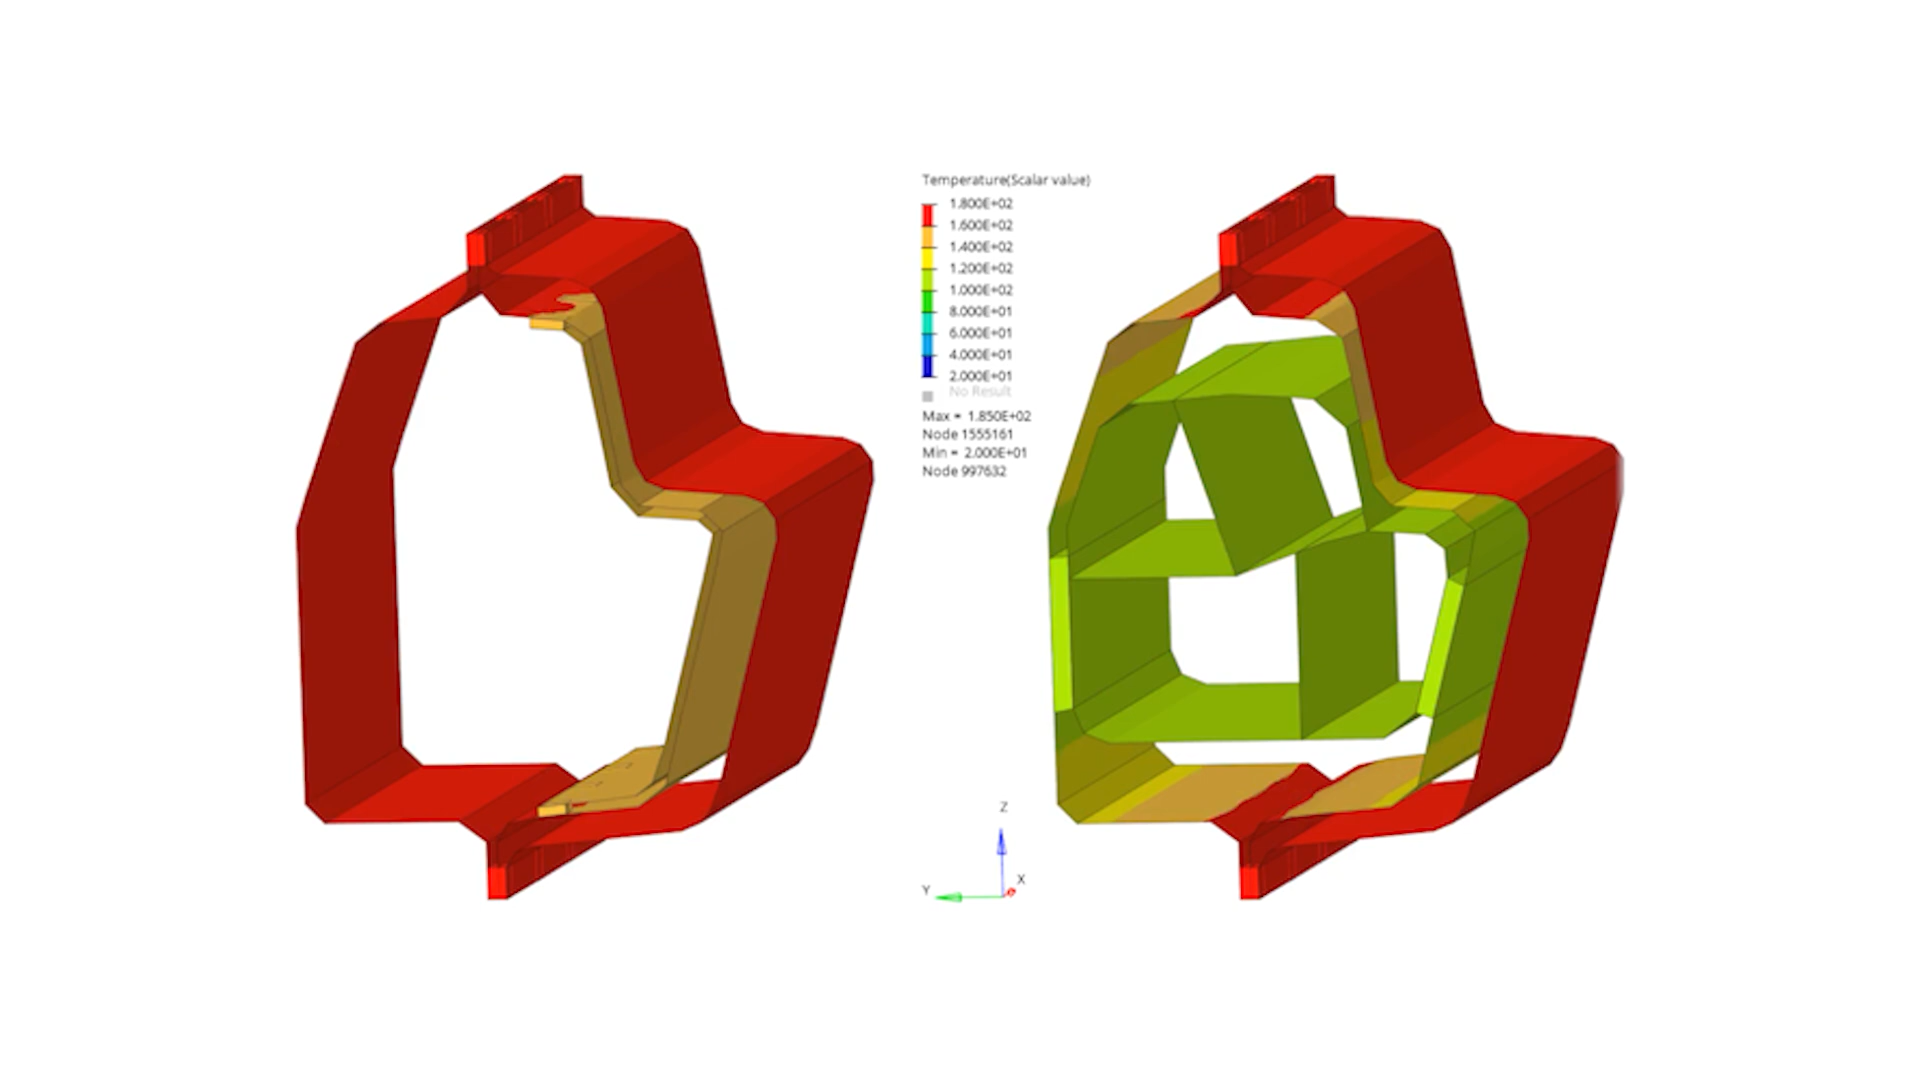 Temperature(Scalar value)
1.800E+02
1.600E+02
1.400E+02
1.200E+02
1.000E+02
8.000E+01
6.000E+01
4.000E+01
2.000E+01
No Result
Max = 1.850E+02
Node 1555161
Min = 2.000E+01
Node 997632
Z
X
Y